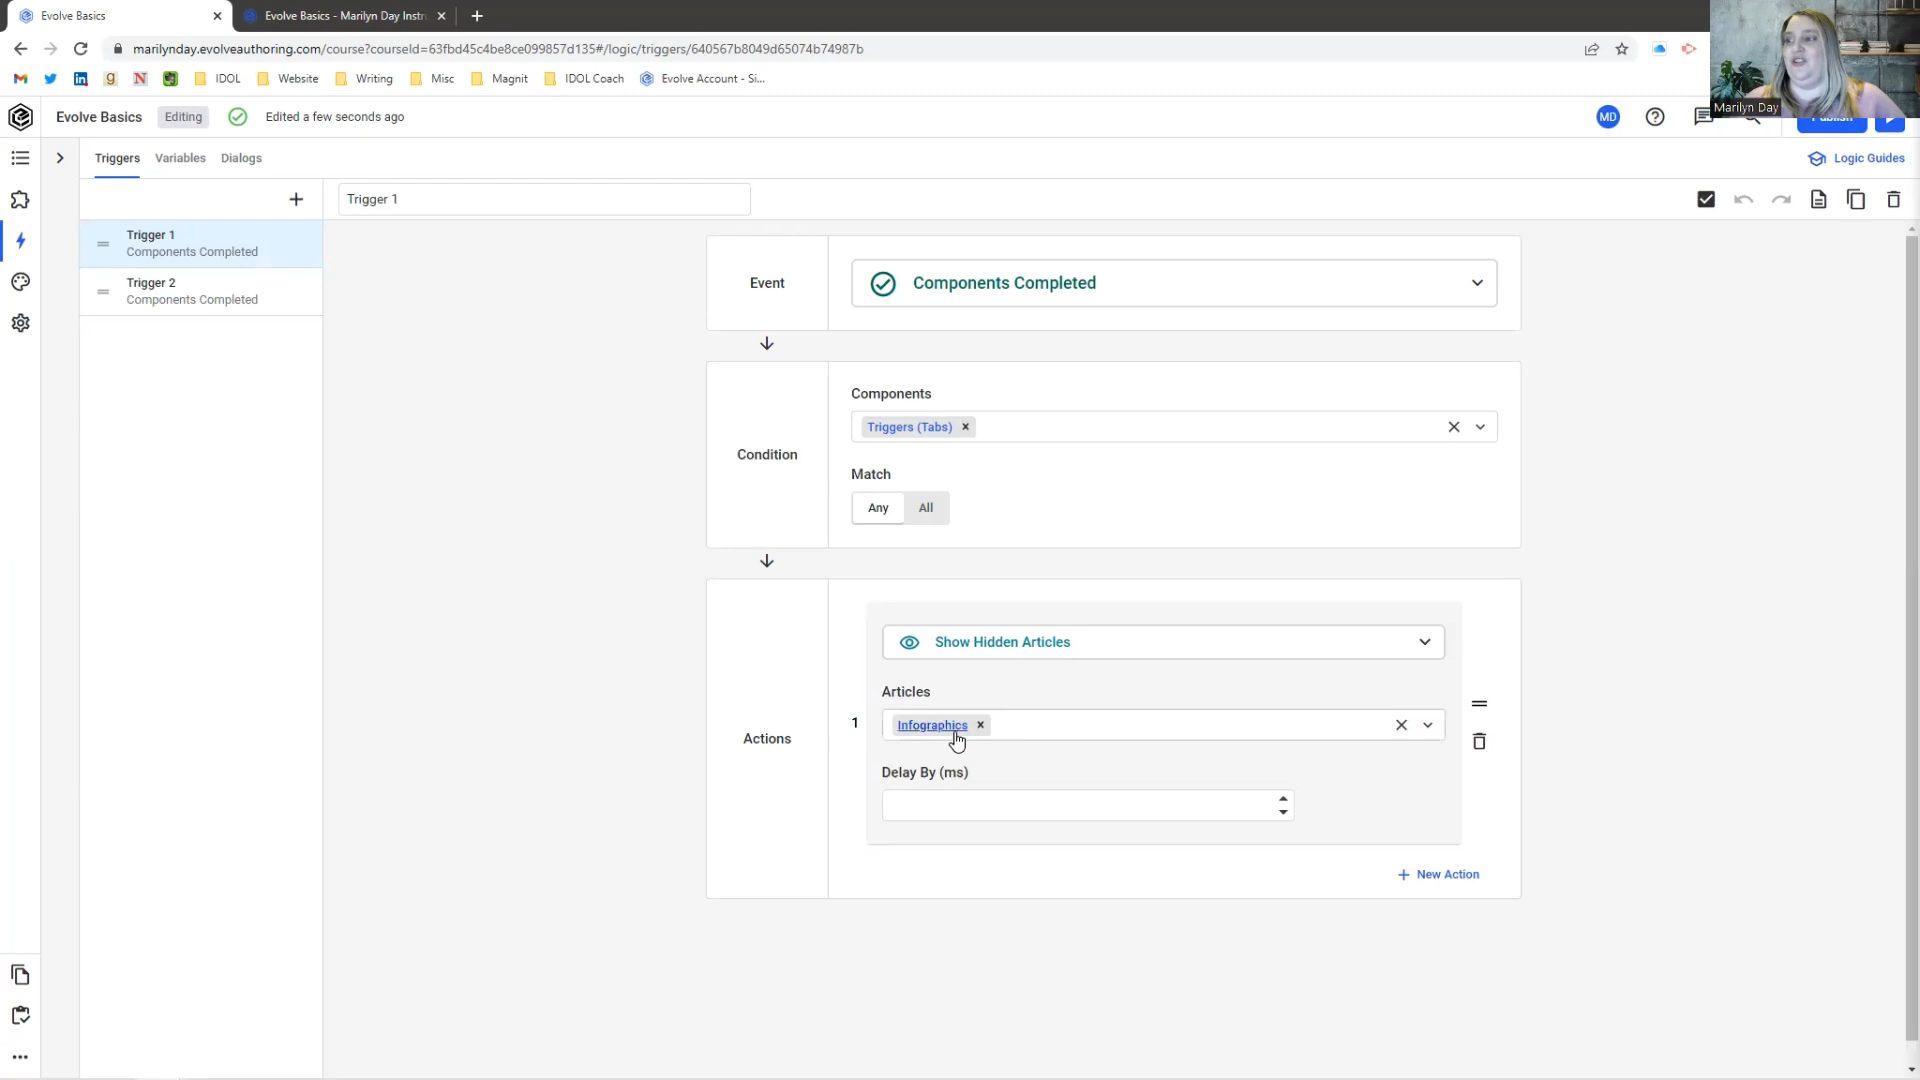 Evolve Basics
Evolve Basics - Marilyn Day Instr
marilynday.evolveauthoring.com/course?courseId=63fbd45c4be8ce099857d135#/logic/triggers/640567b8049d65074b74987b
IDOL
Website
Writing
Misc
Magnit
IDOL Coach
Evolve Account - Si...
Marilyn Day
Evolve Basics
Editing
Edited a few seconds ago
MD
Publish
Triggers
Variables
Dialogs
Logic Guides
Trigger 1
Trigger 1
Components Completed
Trigger 2
Components Completed
Event
Components Completed
Condition
Components
Triggers (Tabs)
Match
Any
All
Actions
1
Show Hidden Articles
Articles
Infographics
Delay By (ms)
New Action